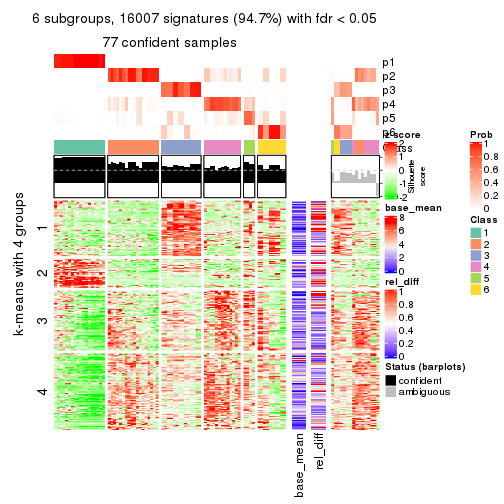 6 subgroups, 16007 signatures (94.7%) with fdr < 0.05
77 confident samples
p1
p2
p3
p4
p5
p6
Class
Silhouette
score
k-means with 4 groups
1
2
3
4
base_mean
rel_diff
z-score
2
1
0
-1
-2
base_mean
8
6
4
2
0
rel_diff
1
0.8
0.6
0.4
0.2
0
Status (barplots)
confident
ambiguous
Prob
1
0.8
0.6
0.4
0.2
0
Class
1
2
3
4
5
6